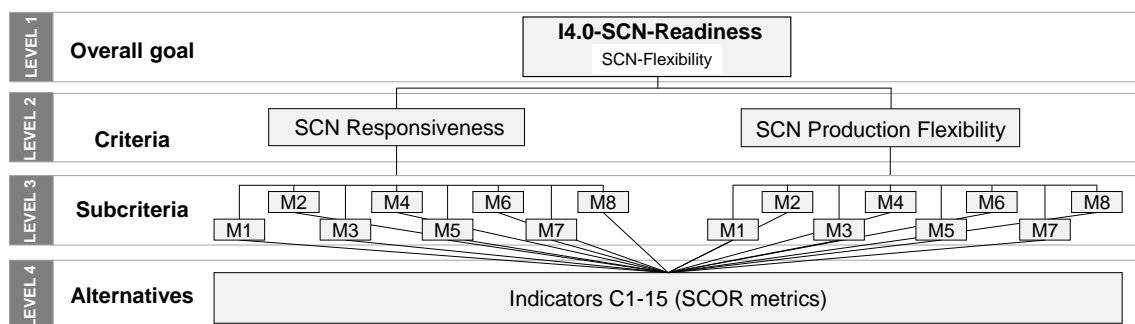 LEVEL 1
Overall goal
I4.0-SCN-Readiness
SCN-Flexibility
LEVEL 2
Criteria
SCN Responsiveness
SCN Production Flexibility
LEVEL 3
Subcriteria
M2 M4 M6 M8 M2 M4 M6 M8
M1 M3 M5 M7 M1 M3 M5 M7
LEVEL 4
Alternatives
Indicators C1-15 (SCOR metrics)